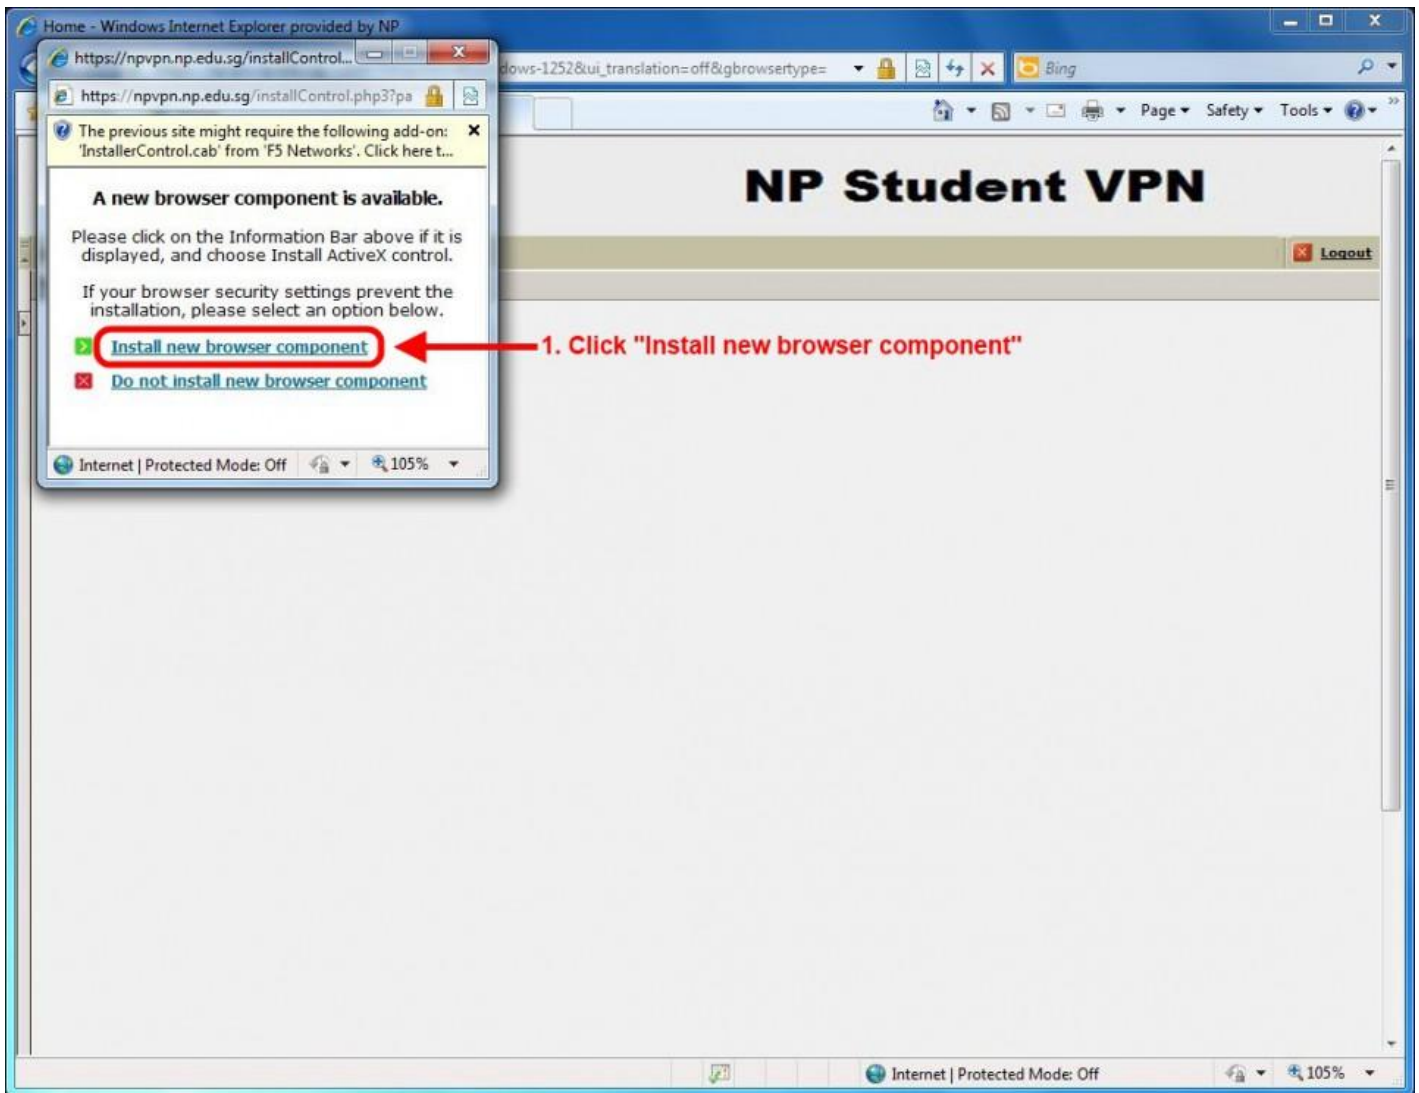 Home - Windows Internet Explorer provided by NP
https://npvpn.np.edu.sg/installControl...
dows-1252&ui_translation=off&gbrowsertype=
Bing
https://npvpn.np.edu.sg/installControl.php3?pa
Page
Safety
Tools
The previous site might require the following add-on:
'InstallerControl.cab' from 'F5 Networks'. Click here t...
NP Student VPN
A new browser component is available.
Please click on the Information Bar above if it is
displayed, and choose Install ActiveX control.
Logout
If your browser security settings prevent the
installation, please select an option below.
Install new browser component
1. Click "Install new browser component"
Do not install new browser component
Internet | Protected Mode: Off
105%
Internet | Protected Mode: Off
105%